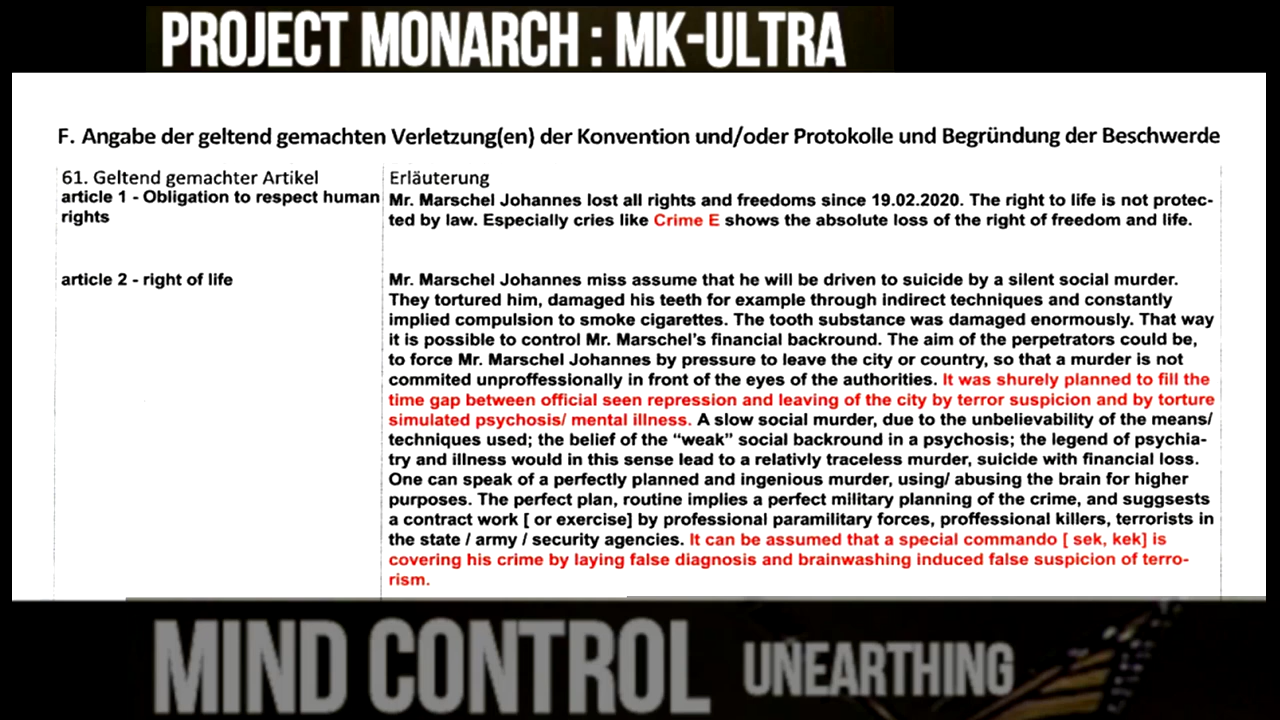 PROJECT MONARCH : MK-ULTRA
F. Angabe der geltend gemachten Verletzung(en) der Konvention und/oder Protokolle und Begründung der Beschwerde
61. Geltend gemachter Artikel
article 1 - Obligation to respect human
rights
Erläuterung
Mr. Marschel Johannes lost all rights and freedoms since 19.02.2020. The right to life is not protec-
ted by law. Especially cries like Crime E shows the absolute loss of the right of freedom and life.
article 2 - right of life
Mr. Marschel Johannes miss assume that he will be driven to suicide by a silent social murder.
They tortured him, damaged his teeth for example through indirect techniques and constantly
implied compulsion to smoke cigarettes. The tooth substance was damaged enormously. That way
it is possible to control Mr. Marschel's financial backround. The aim of the perpetrators could be,
to force Mr. Marschel Johannes by pressure to leave the city or country, so that a murder is not
commited unproffessionally in front of the eyes of the authorities. It was shurely planned to fill the
time gap between official seen repression and leaving of the city by terror suspicion and by torture
simulated psychosis/ mental illness. A slow social murder, due to the unbelievability of the means/
techniques used; the belief of the “weak” social backround in a psychosis; the legend of psychia-
try and illness would in this sense lead to a relativly traceless murder, suicide with financial loss.
One can speak of a perfectly planned and ingenious murder, using/ abusing the brain for higher
purposes. The perfect plan, routine implies a perfect military planning of the crime, and suggsests
a contract work [ or exercise] by professional paramilitary forces, proffessional killers, terrorists in
the state / army / security agencies. It can be assumed that a special commando [ sek, kek] is
covering his crime by laying false diagnosis and brainwashing induced false suspicion of terro-
rism.
MIND CONTROL UNEARTHING